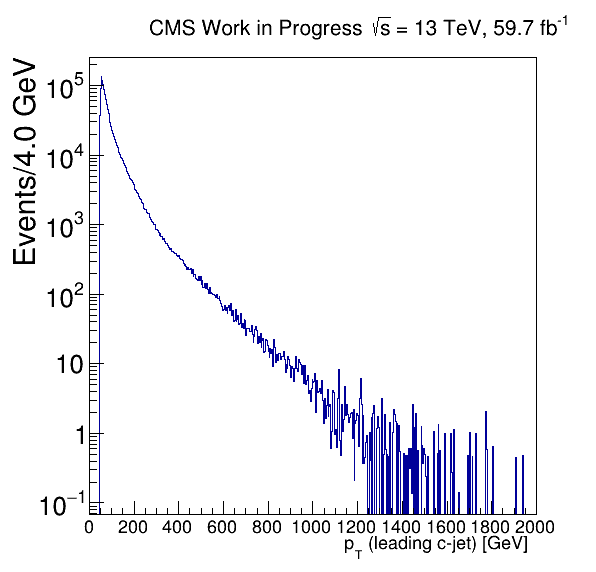 CMS Work in Progress √s = 13 TeV, 59.7 fb⁻¹
Events/4.0 GeV
10⁵
10⁴
10³
10²
10
1
10⁻¹
0 200 400 600 800 1000 1200 1400 1600 1800 2000
p_T (leading c-jet) [GeV]